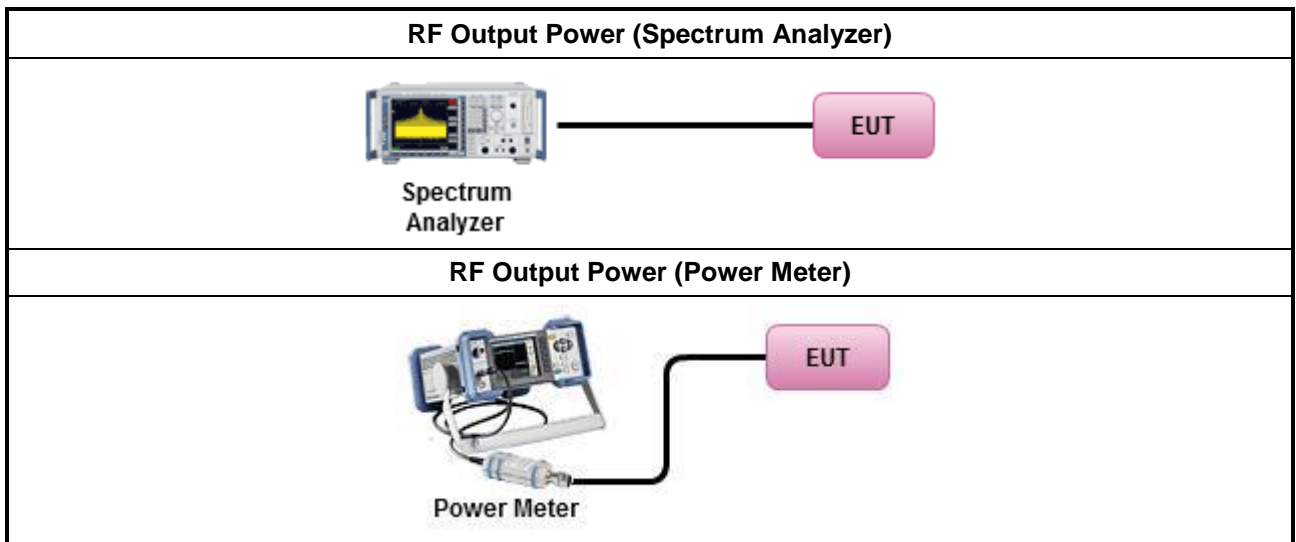 RF Output Power (Spectrum Analyzer)
EUT
Spectrum
Analyzer
RF Output Power (Power Meter)
EUT
Power Meter